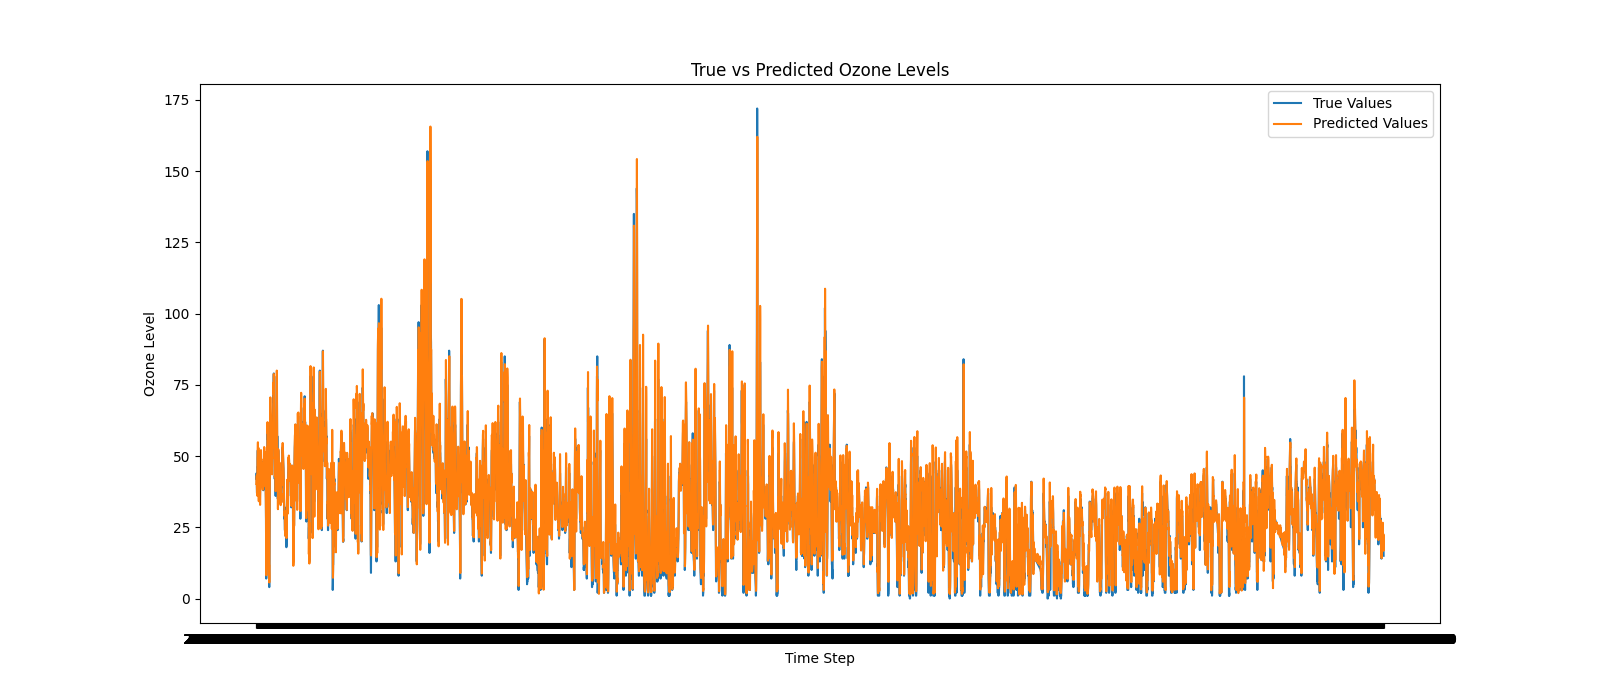 True vs Predicted Ozone Levels
True Values
Predicted Values
175
150
125
100
75
50
25
0
Ozone Level
Time Step